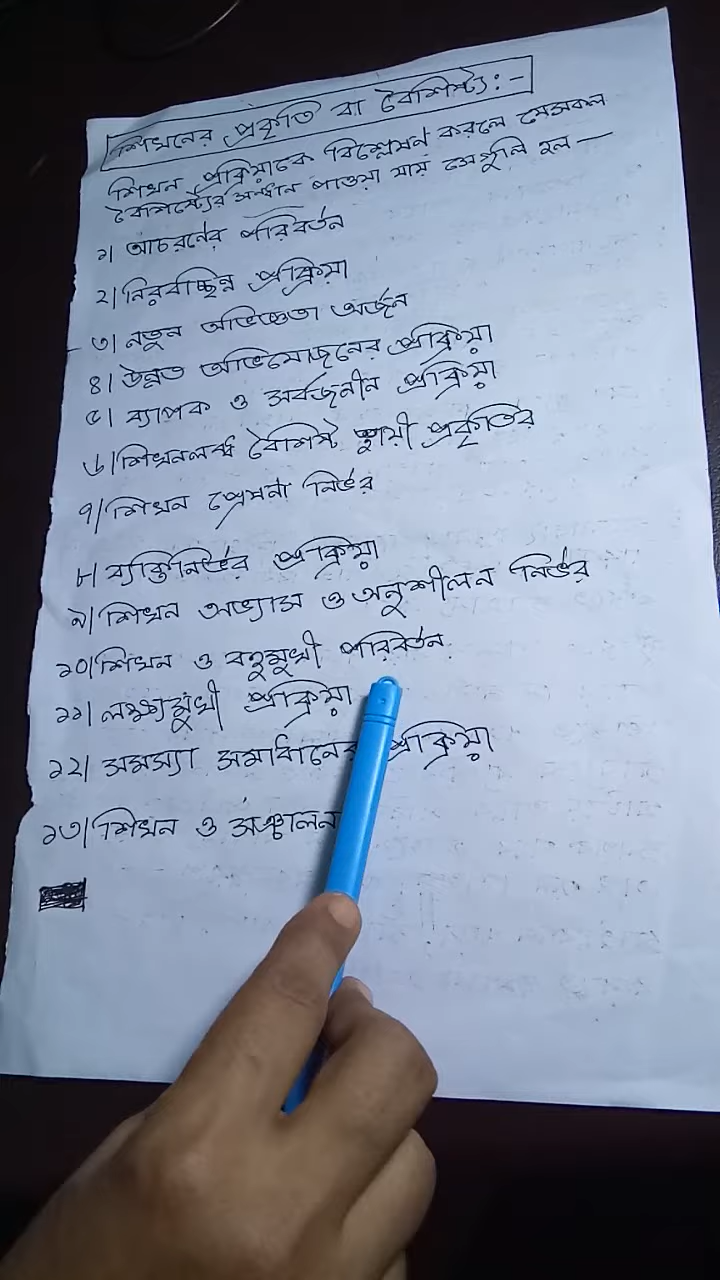 শিখনের প্রকৃতি বা বৈশিষ্ট্য:-
শিখন প্রক্রিয়াকে বিশ্লেষণ করলে যেসকল
বৈশিষ্ট্যের সন্ধান পাওয়া যায় সেগুলি হল —
১| আচরণের পরিবর্তন
২| নিরবচ্ছিন্ন প্রক্রিয়া
৩| নতুন অভিজ্ঞতা অর্জন
৪| উন্নত অভিযোজনের প্রক্রিয়া
৫| ব্যাপক ও সর্বজনীন প্রক্রিয়া
৬| শিখনলব্ধ বৈশিষ্ট স্থায়ী প্রকৃতির
৭| শিখন প্রেষনা নির্ভর
৮| ব্যক্তিনির্ভর প্রক্রিয়া
৯| শিখন অভ্যাস ও অনুশীলন নির্ভর
১০| শিখন ও বহুমুখী পরিবর্তন
১১| লক্ষ্যমুখী প্রক্রিয়া
১২| সমস্যা সমাধানের প্রক্রিয়া
১৩| শিখন ও সঞ্চালন